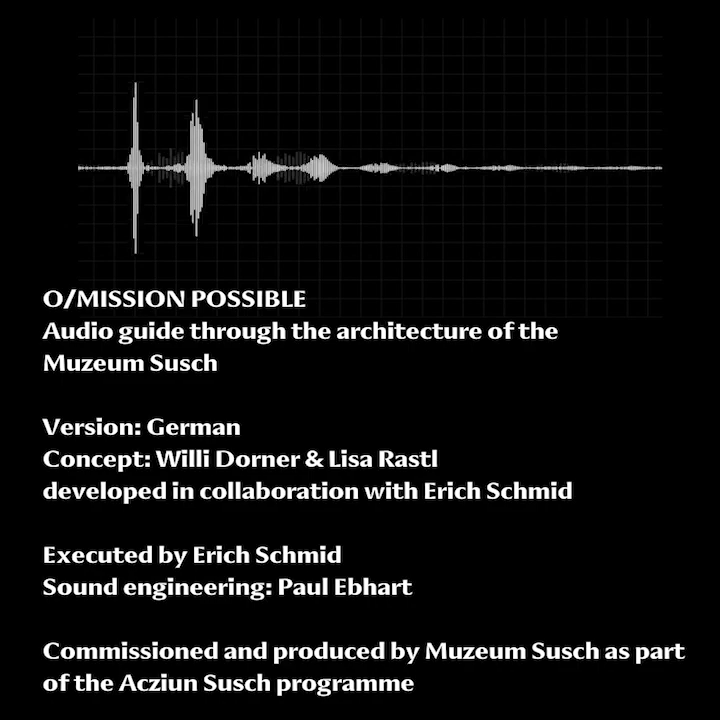 O/MISSION POSSIBLE
Audio guide through the architecture of the
Muzeum Susch
Version: German
Concept: Willi Dorner & Lisa Rastl
developed in collaboration with Erich Schmid
Executed by Erich Schmid
Sound engineering: Paul Ebhart
Commissioned and produced by Muzeum Susch as part
of the Acziun Susch programme